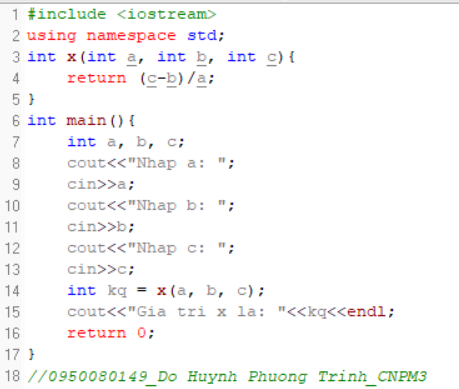 1 #include <iostream>
2 using namespace std;
3 int x(int a, int b, int c){
4     return (c-b)/a;
5 }
6 int main(){
7     int a, b, c;
8     cout<<"Nhap a: ";
9     cin>>a;
10     cout<<"Nhap b: ";
11     cin>>b;
12     cout<<"Nhap c: ";
13     cin>>c;
14     int kq = x(a, b, c);
15     cout<<"Gia tri x la: "<<kq<<endl;
16     return 0;
17 }
18 //0950080149_Do Huynh Phuong Trinh_CNPM3